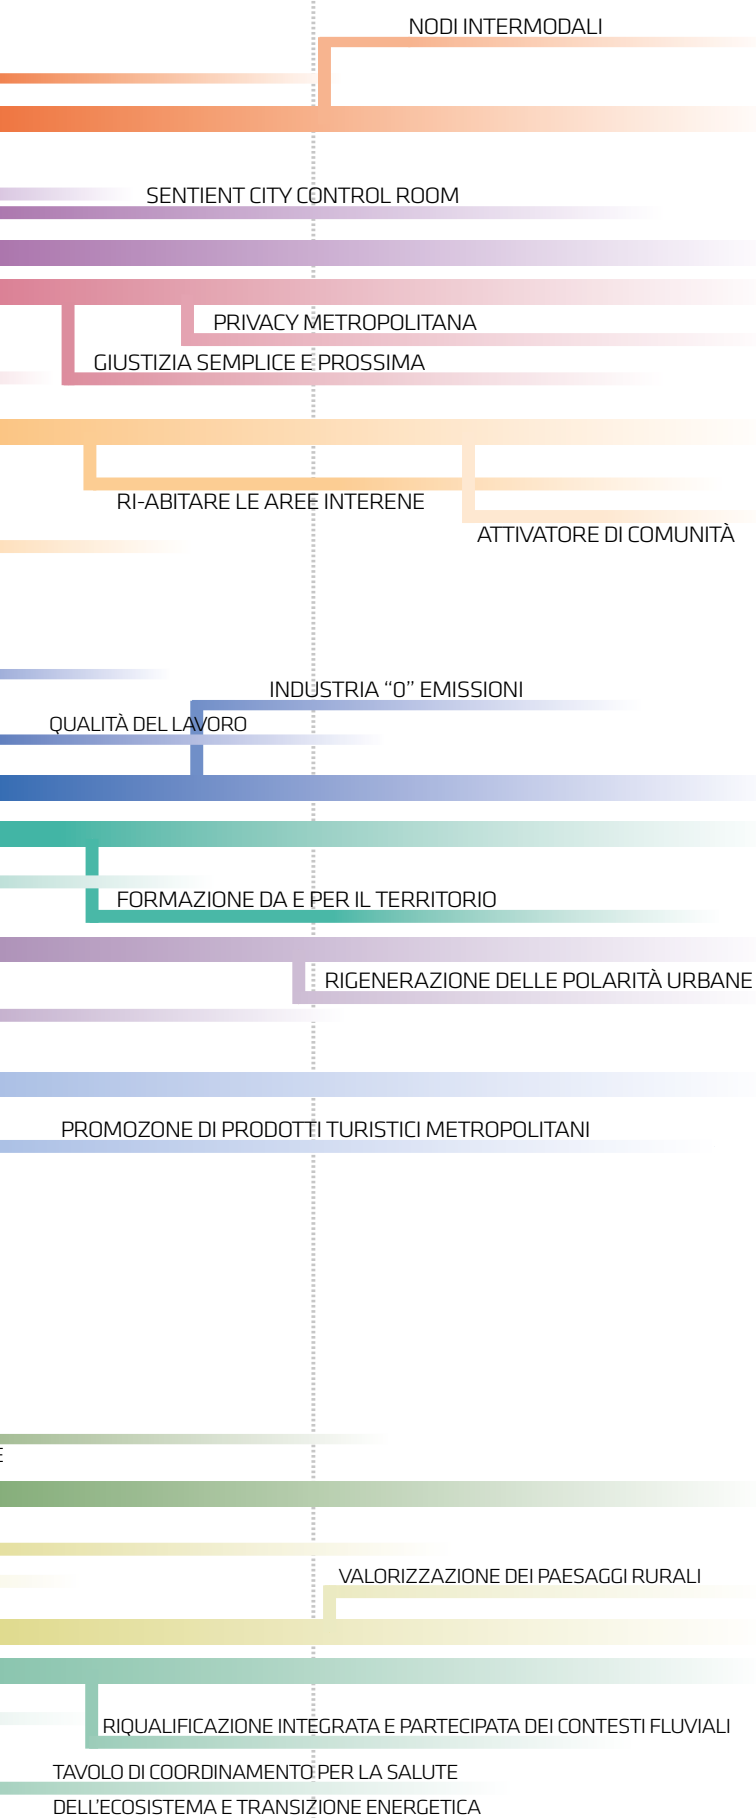 NODI INTERMODALI
SENTIENT CITY CONTROL ROOM
PRIVACY METROPOLITANA
GIUSTIZIA SEMPLICE E PROSSIMA
RI-ABITARE LE AREE INTERENE
ATTIVATORE DI COMUNITÀ
INDUSTRIA “0” EMISSIONI
QUALITÀ DEL LAVORO
FORMAZIONE DA E PER IL TERRITORIO
RIGENERAZIONE DELLE POLARITÀ URBANE
PROMOZONE DI PRODOTTI TURISTICI METROPOLITANI
E
VALORIZZAZIONE DEI PAESAGGI RURALI
RIQUALIFICAZIONE INTEGRATA E PARTECIPATA DEI CONTESTI FLUVIALI
TAVOLO DI COORDINAMENTO PER LA SALUTE
DELL'ECOSISTEMA E TRANSIZIONE ENERGETICA